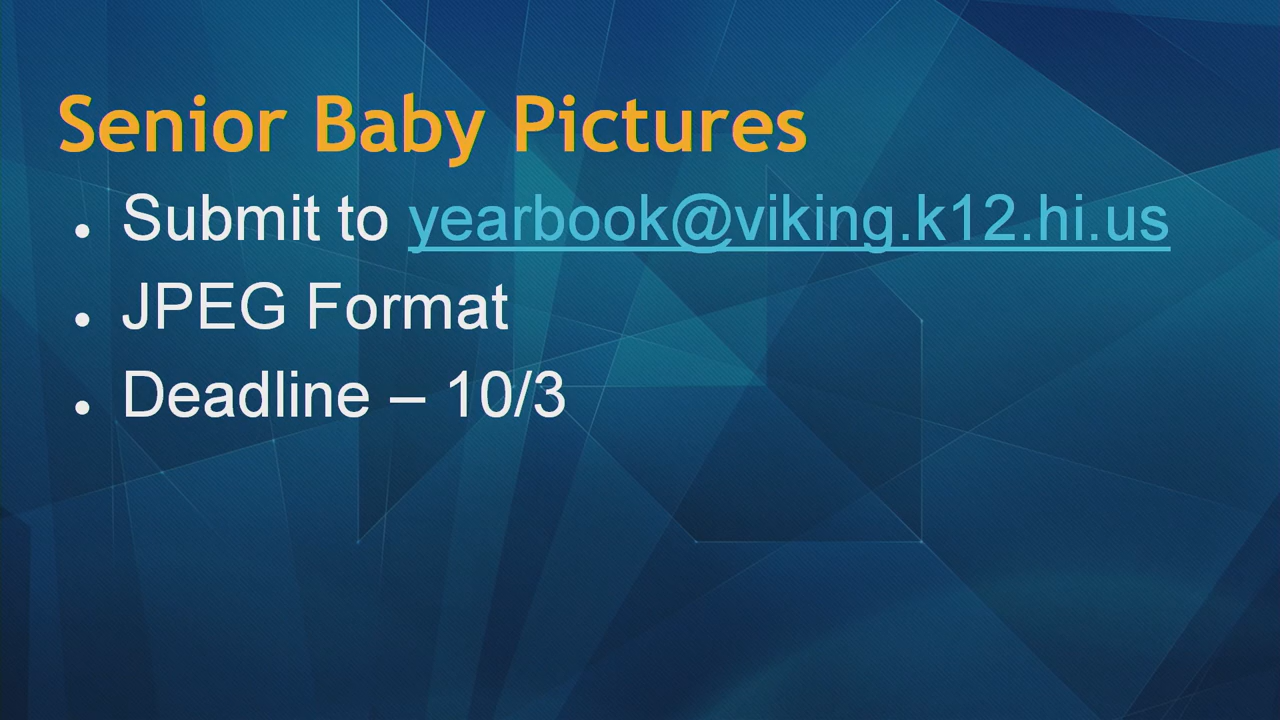 Senior Baby Pictures
• Submit to yearbook@viking.k12.hi.us
• JPEG Format
• Deadline – 10/3